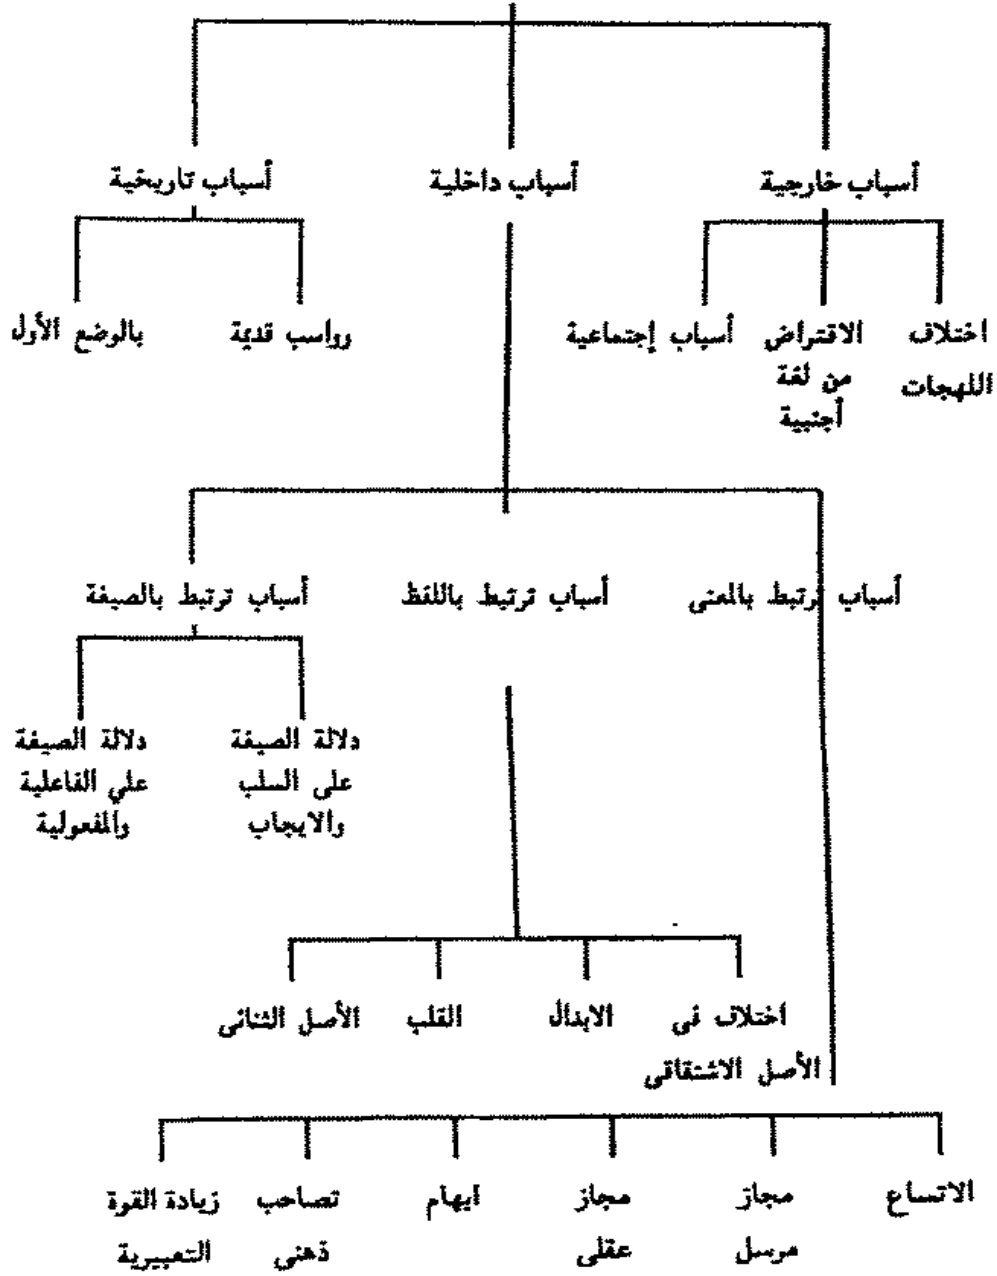 أسباب خارجية
أسباب داخلية
أسباب تاريخية
اختلاف
اللهجات
الاقتراض
من لغة
أجنبية
أسباب إجتماعية
رواسب قديمة
بالوضع الأول
أسباب ترتبط بالمعنى
أسباب ترتبط باللفظ
أسباب ترتبط بالصيغة
دلالة الصيغة
على السلب
والايجاب
دلالة الصيغة
علي الفاعلية
والمفعولية
اختلاف فى
الأصل الاشتقاقى
الابدال
القلب
الأصل الثنانى
الاتساع
مجاز
مرسل
مجاز
عقلى
ايهام
تصاحب
ذهنى
زيادة القوة
التعبيرية